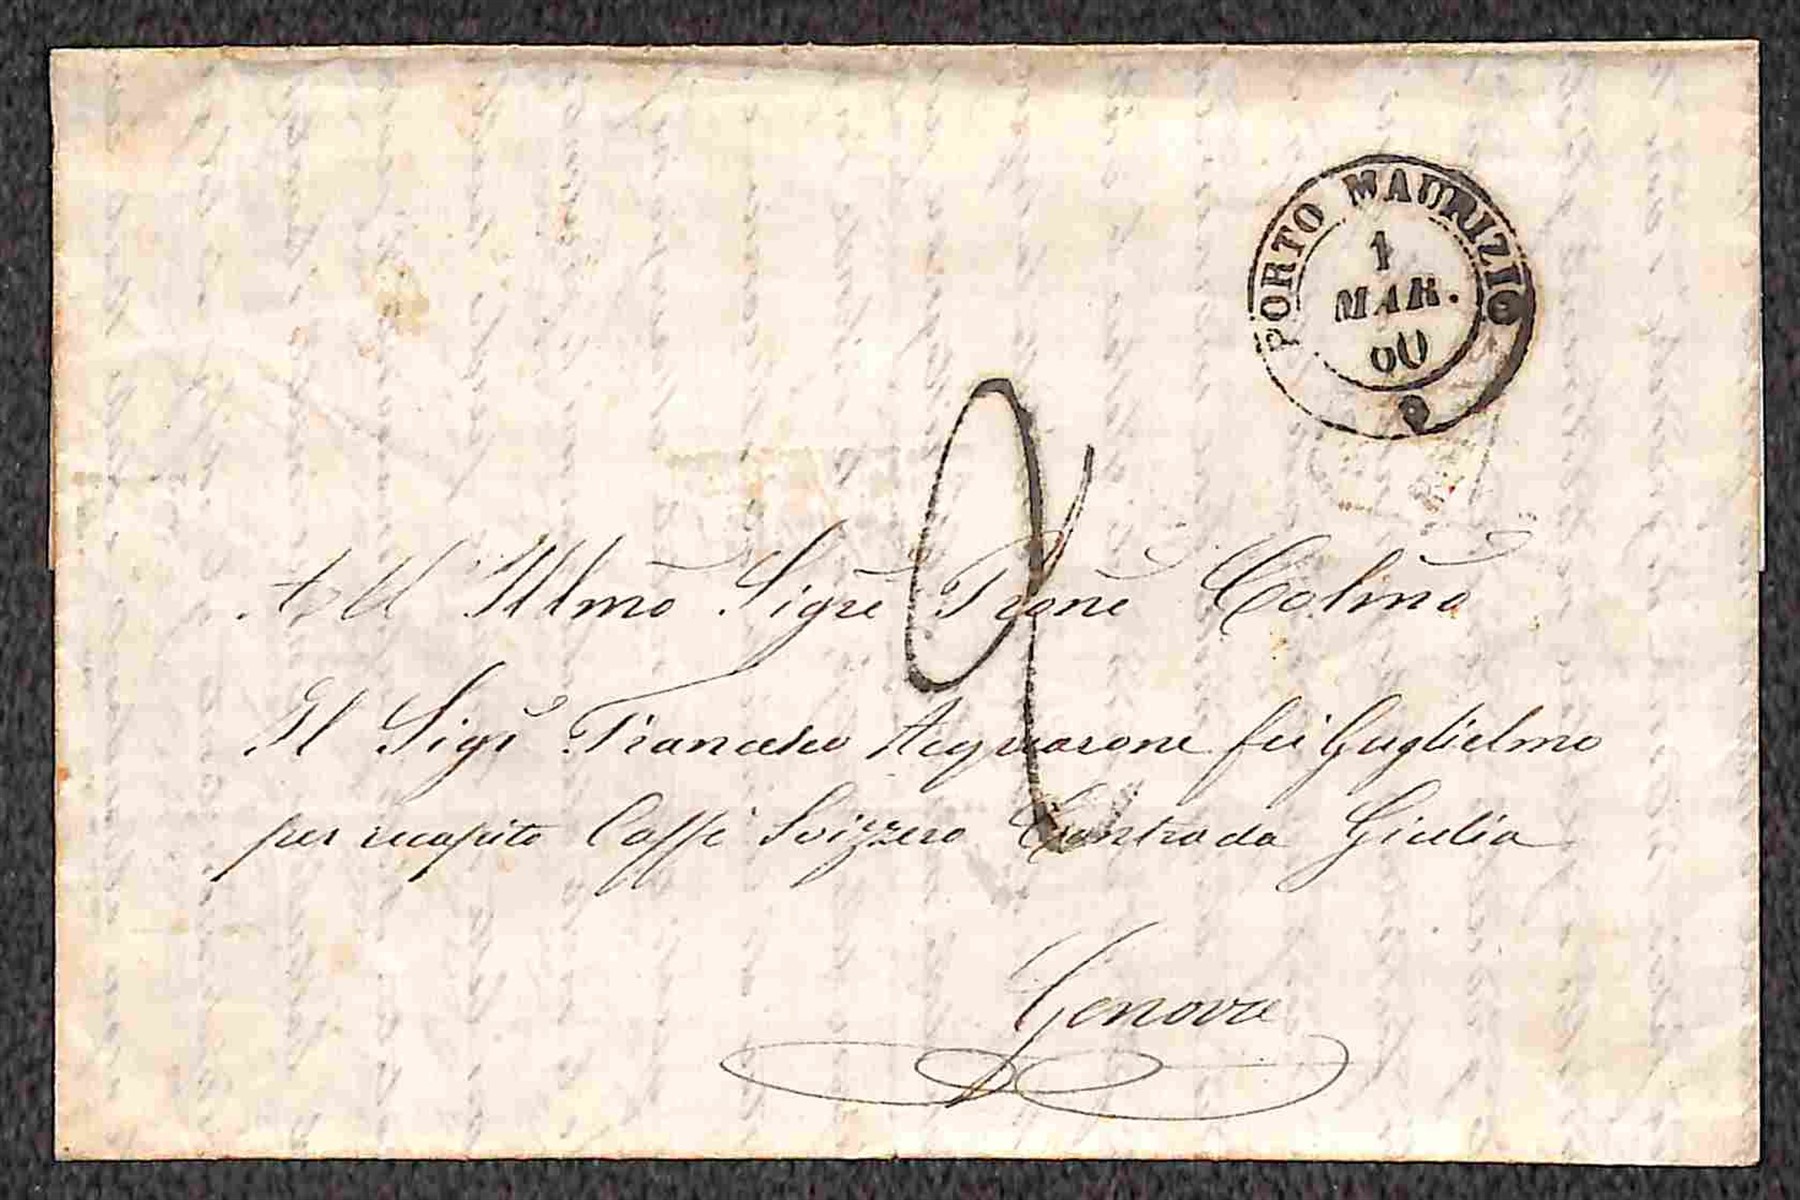 PORTO MAURIZIO
1
MAR.
60
2
All' Illmo Sigre Prone Colmo
Il Sigr Francesco Acquarone fu Guglielmo
per recapito Caffè Svizzero Contrada Giulia
Genova